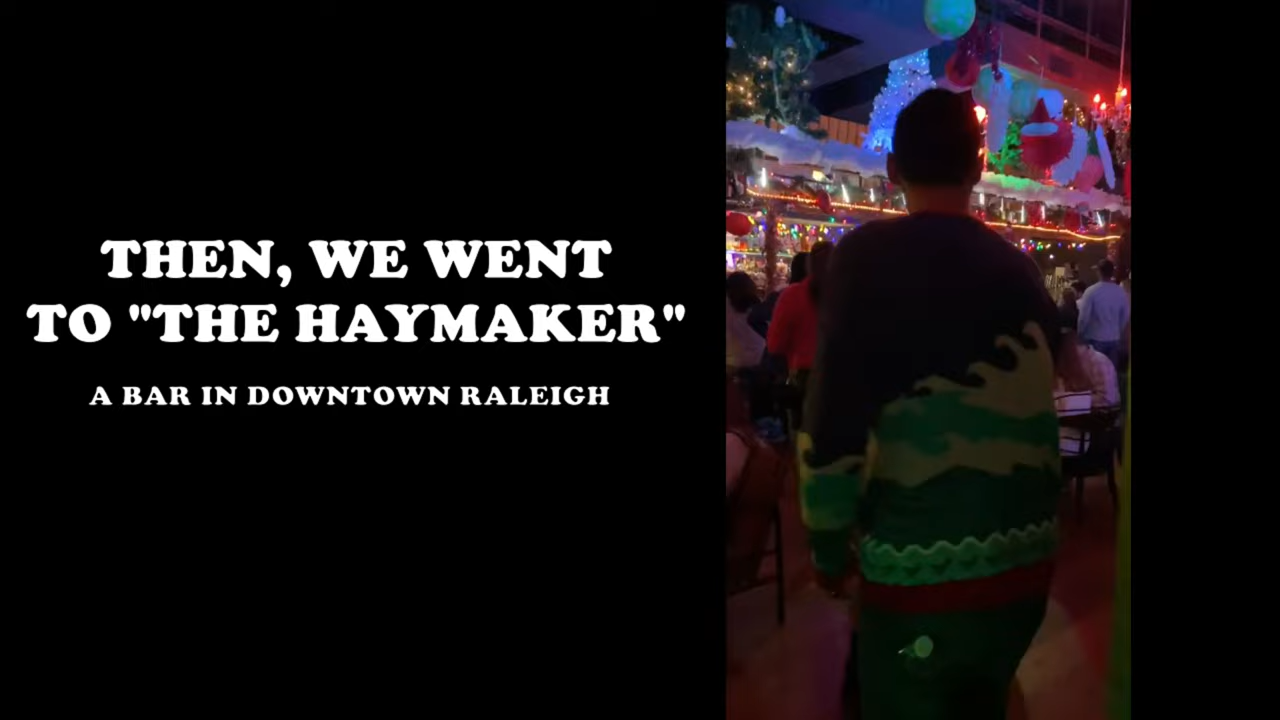 THEN, WE WENT
TO "THE HAYMAKER"
A BAR IN DOWNTOWN RALEIGH